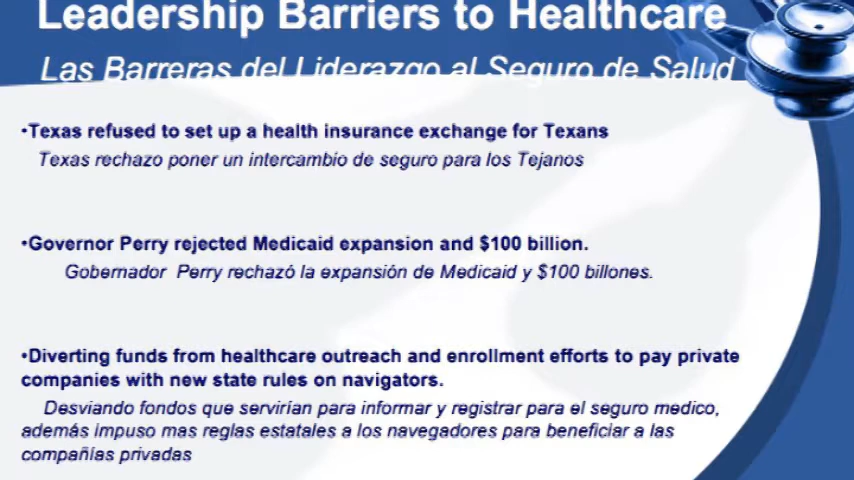 Leadership Barriers to Healthcare
Las Barreras del Liderazgo al Seguro de Salud
•Texas refused to set up a health insurance exchange for Texans
Texas rechazo poner un intercambio de seguro para los Tejanos
•Governor Perry rejected Medicaid expansion and $100 billion.
Gobernador Perry rechazó la expansión de Medicaid y $100 billones.
•Diverting funds from healthcare outreach and enrollment efforts to pay private
companies with new state rules on navigators.
Desviando fondos que servirían para informar y registrar para el seguro medico,
además impuso mas reglas estatales a los navegadores para beneficiar a las
compañías privadas